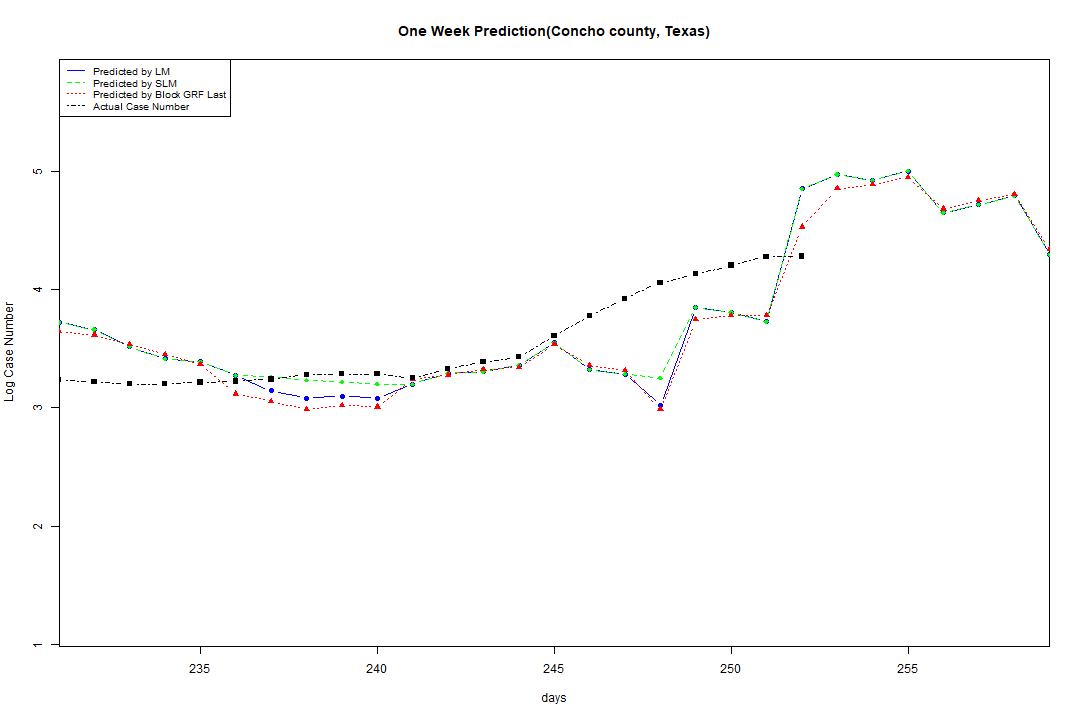 One Week Prediction(Concho county, Texas)
Predicted by LM
Predicted by SLM
Predicted by Block GRF Last
Actual Case Number
5
4
3
2
1
Log Case Number
235 240 245 250 255
days